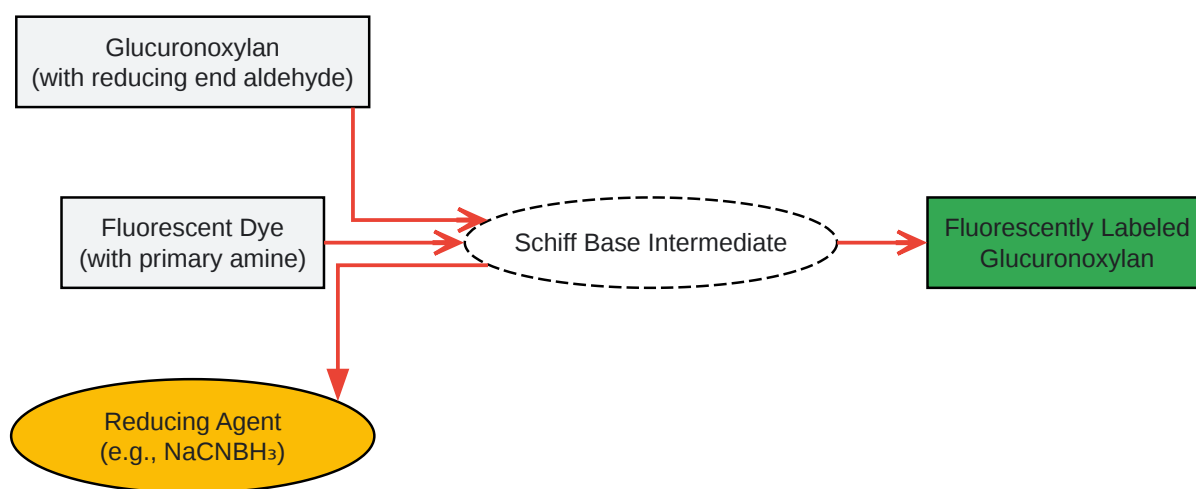 Glucuronoxylan
(with reducing end aldehyde)
Fluorescent Dye
(with primary amine)
Schiff Base Intermediate
Fluorescently Labeled
Glucuronoxylan
Reducing Agent
(e.g., NaCNBH₃)